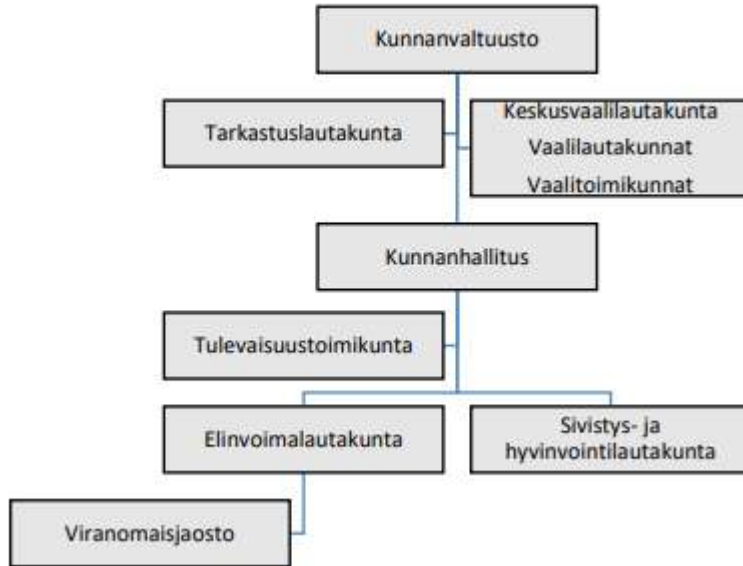 Kunnanvaltuusto
Tarkastuslautakunta
Keskusvaalilautakunta
Vaalilautakunnat
Vaalitoimikunnat
Kunnanhallitus
Tulevaisuustoimikunta
Elinvoimalautakunta
Sivistys- ja
hyvinvointilautakunta
Viranomaisjaosto